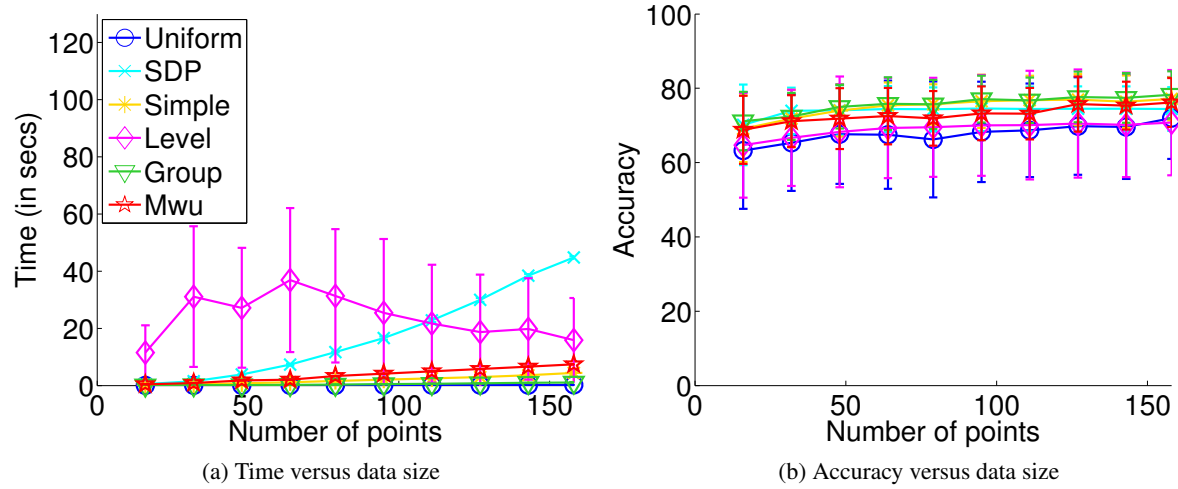 Time (in secs)
120
100
80
60
40
20
0
Uniform
SDP
Simple
Level
Group
Mwu
0
50
100
150
Number of points
(a) Time versus data size
Accuracy
100
80
60
40
20
0
0
50
100
150
Number of points
(b) Accuracy versus data size